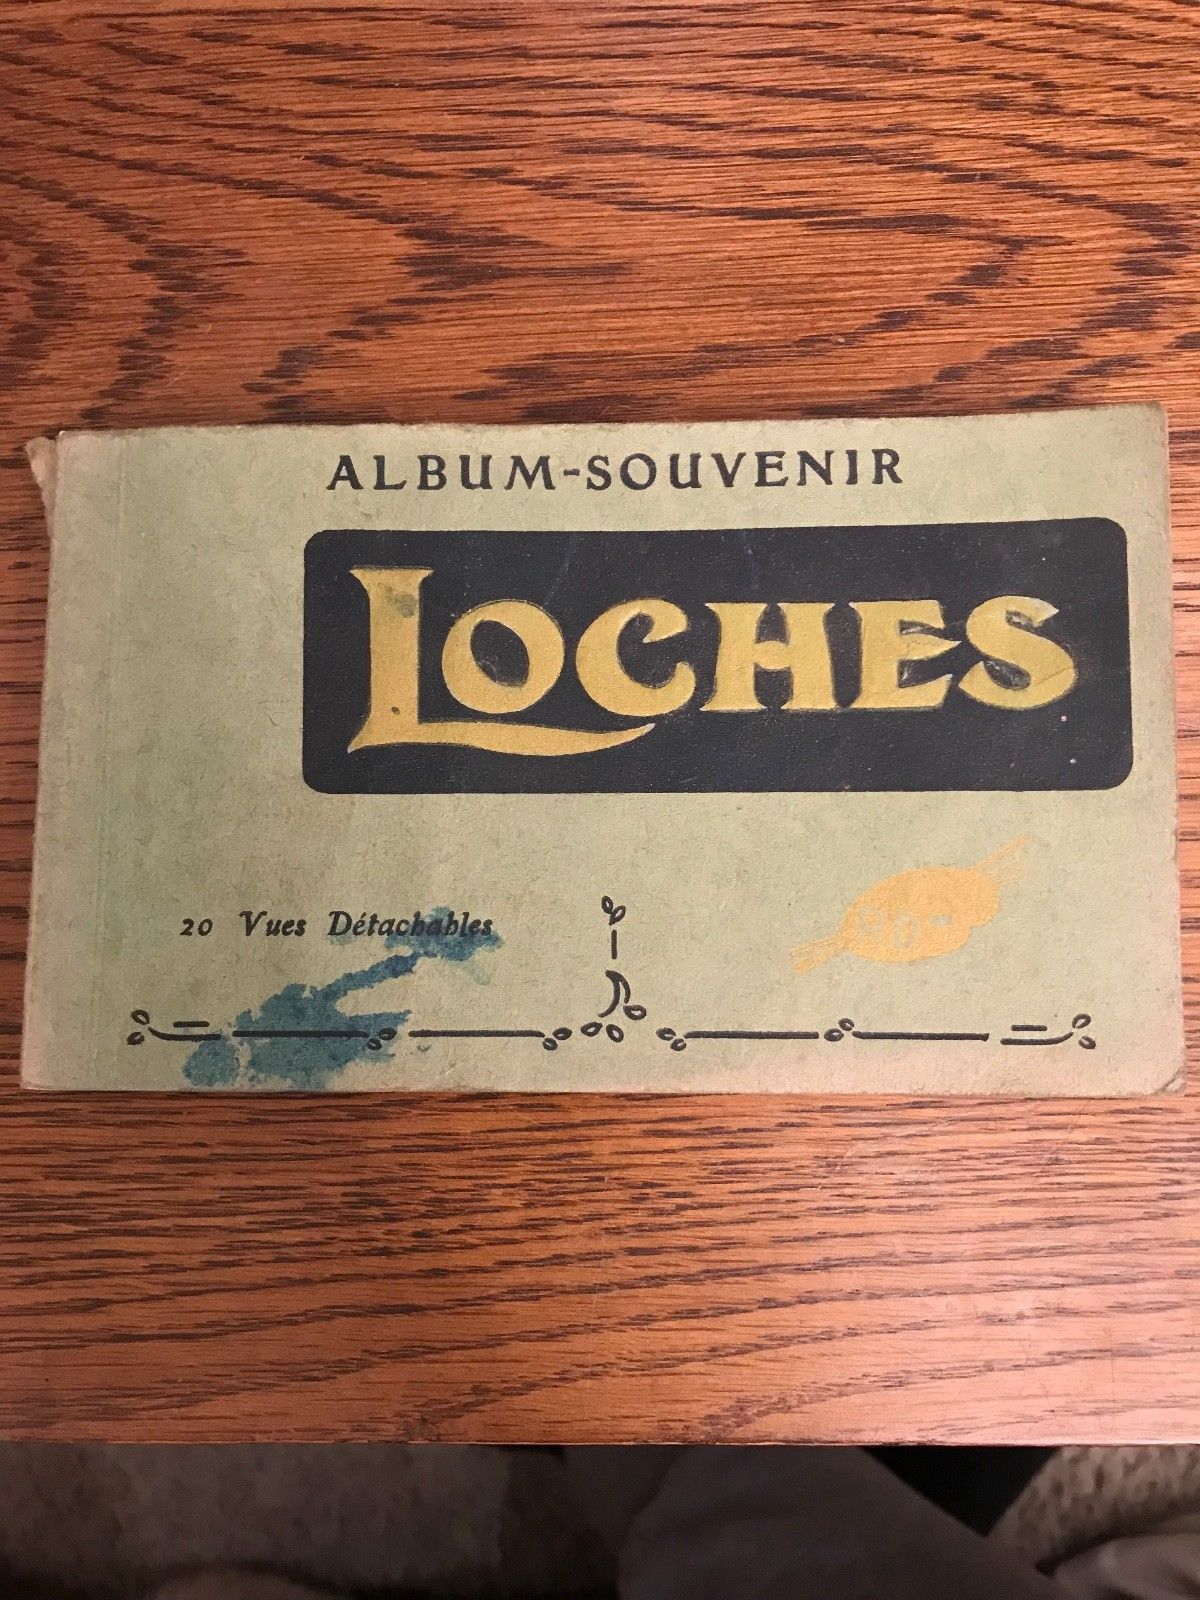 ALBUM-SOUVENIR
LOCHES
20 Vues Détachables